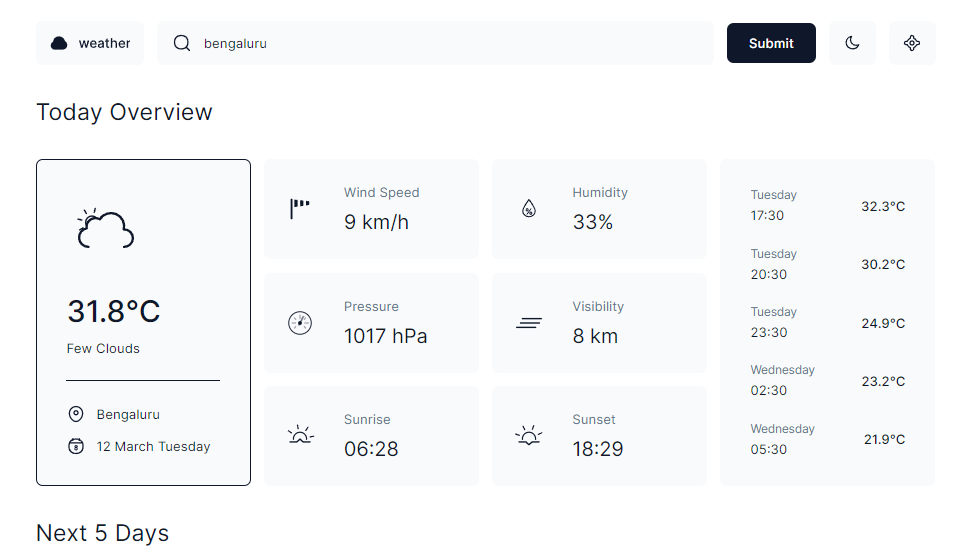 weather
bengaluru
Submit
Today Overview
31.8°C
Few Clouds
Bengaluru
12 March Tuesday
Wind Speed
9 km/h
Humidity
33%
Pressure
1017 hPa
Visibility
8 km
Sunrise
06:28
Sunset
18:29
Tuesday
17:30
32.3°C
Tuesday
20:30
30.2°C
Tuesday
23:30
24.9°C
Wednesday
02:30
23.2°C
Wednesday
05:30
21.9°C
Next 5 Days